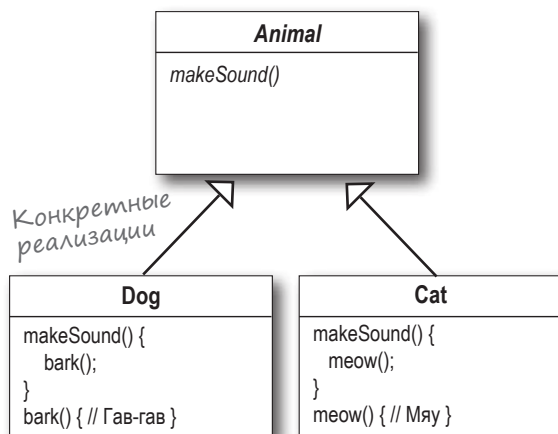 Animal
makeSound()
Конкретные
реализации
Dog
makeSound() {
bark();
}
bark() { // Гав-гав }
Cat
makeSound() {
meow();
}
meow() { // Мяу }